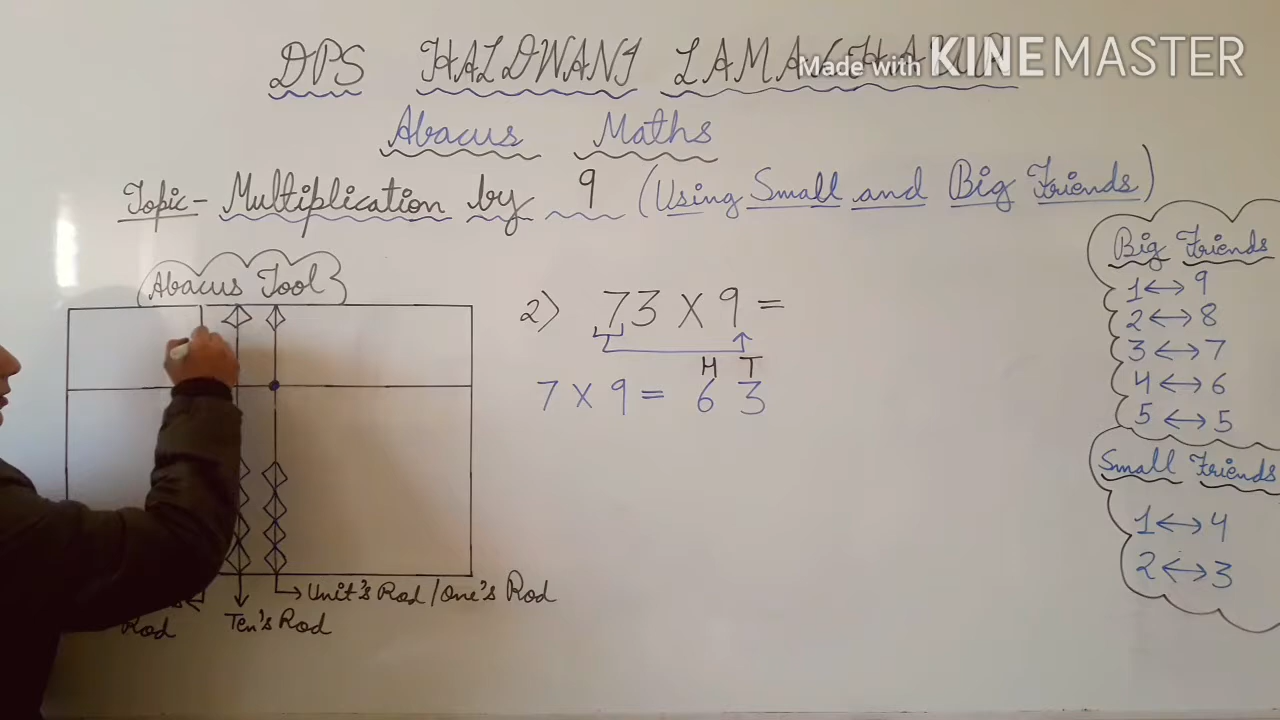 DPS HALDWANI
Made with KINEMASTER
Abacus Maths
Topic- Multiplication by 9 (Using Small and Big Friends)
Abacus Tool
2) 73 X 9 =
H T
7 X 9 = 6 3
Unit's Rod/One's Rod
Ten's Rod
Rod
Big Friends
1 ↔ 9
2 ↔ 8
3 ↔ 7
4 ↔ 6
5 ↔ 5
Small Friends
1 ↔ 4
2 ↔ 3